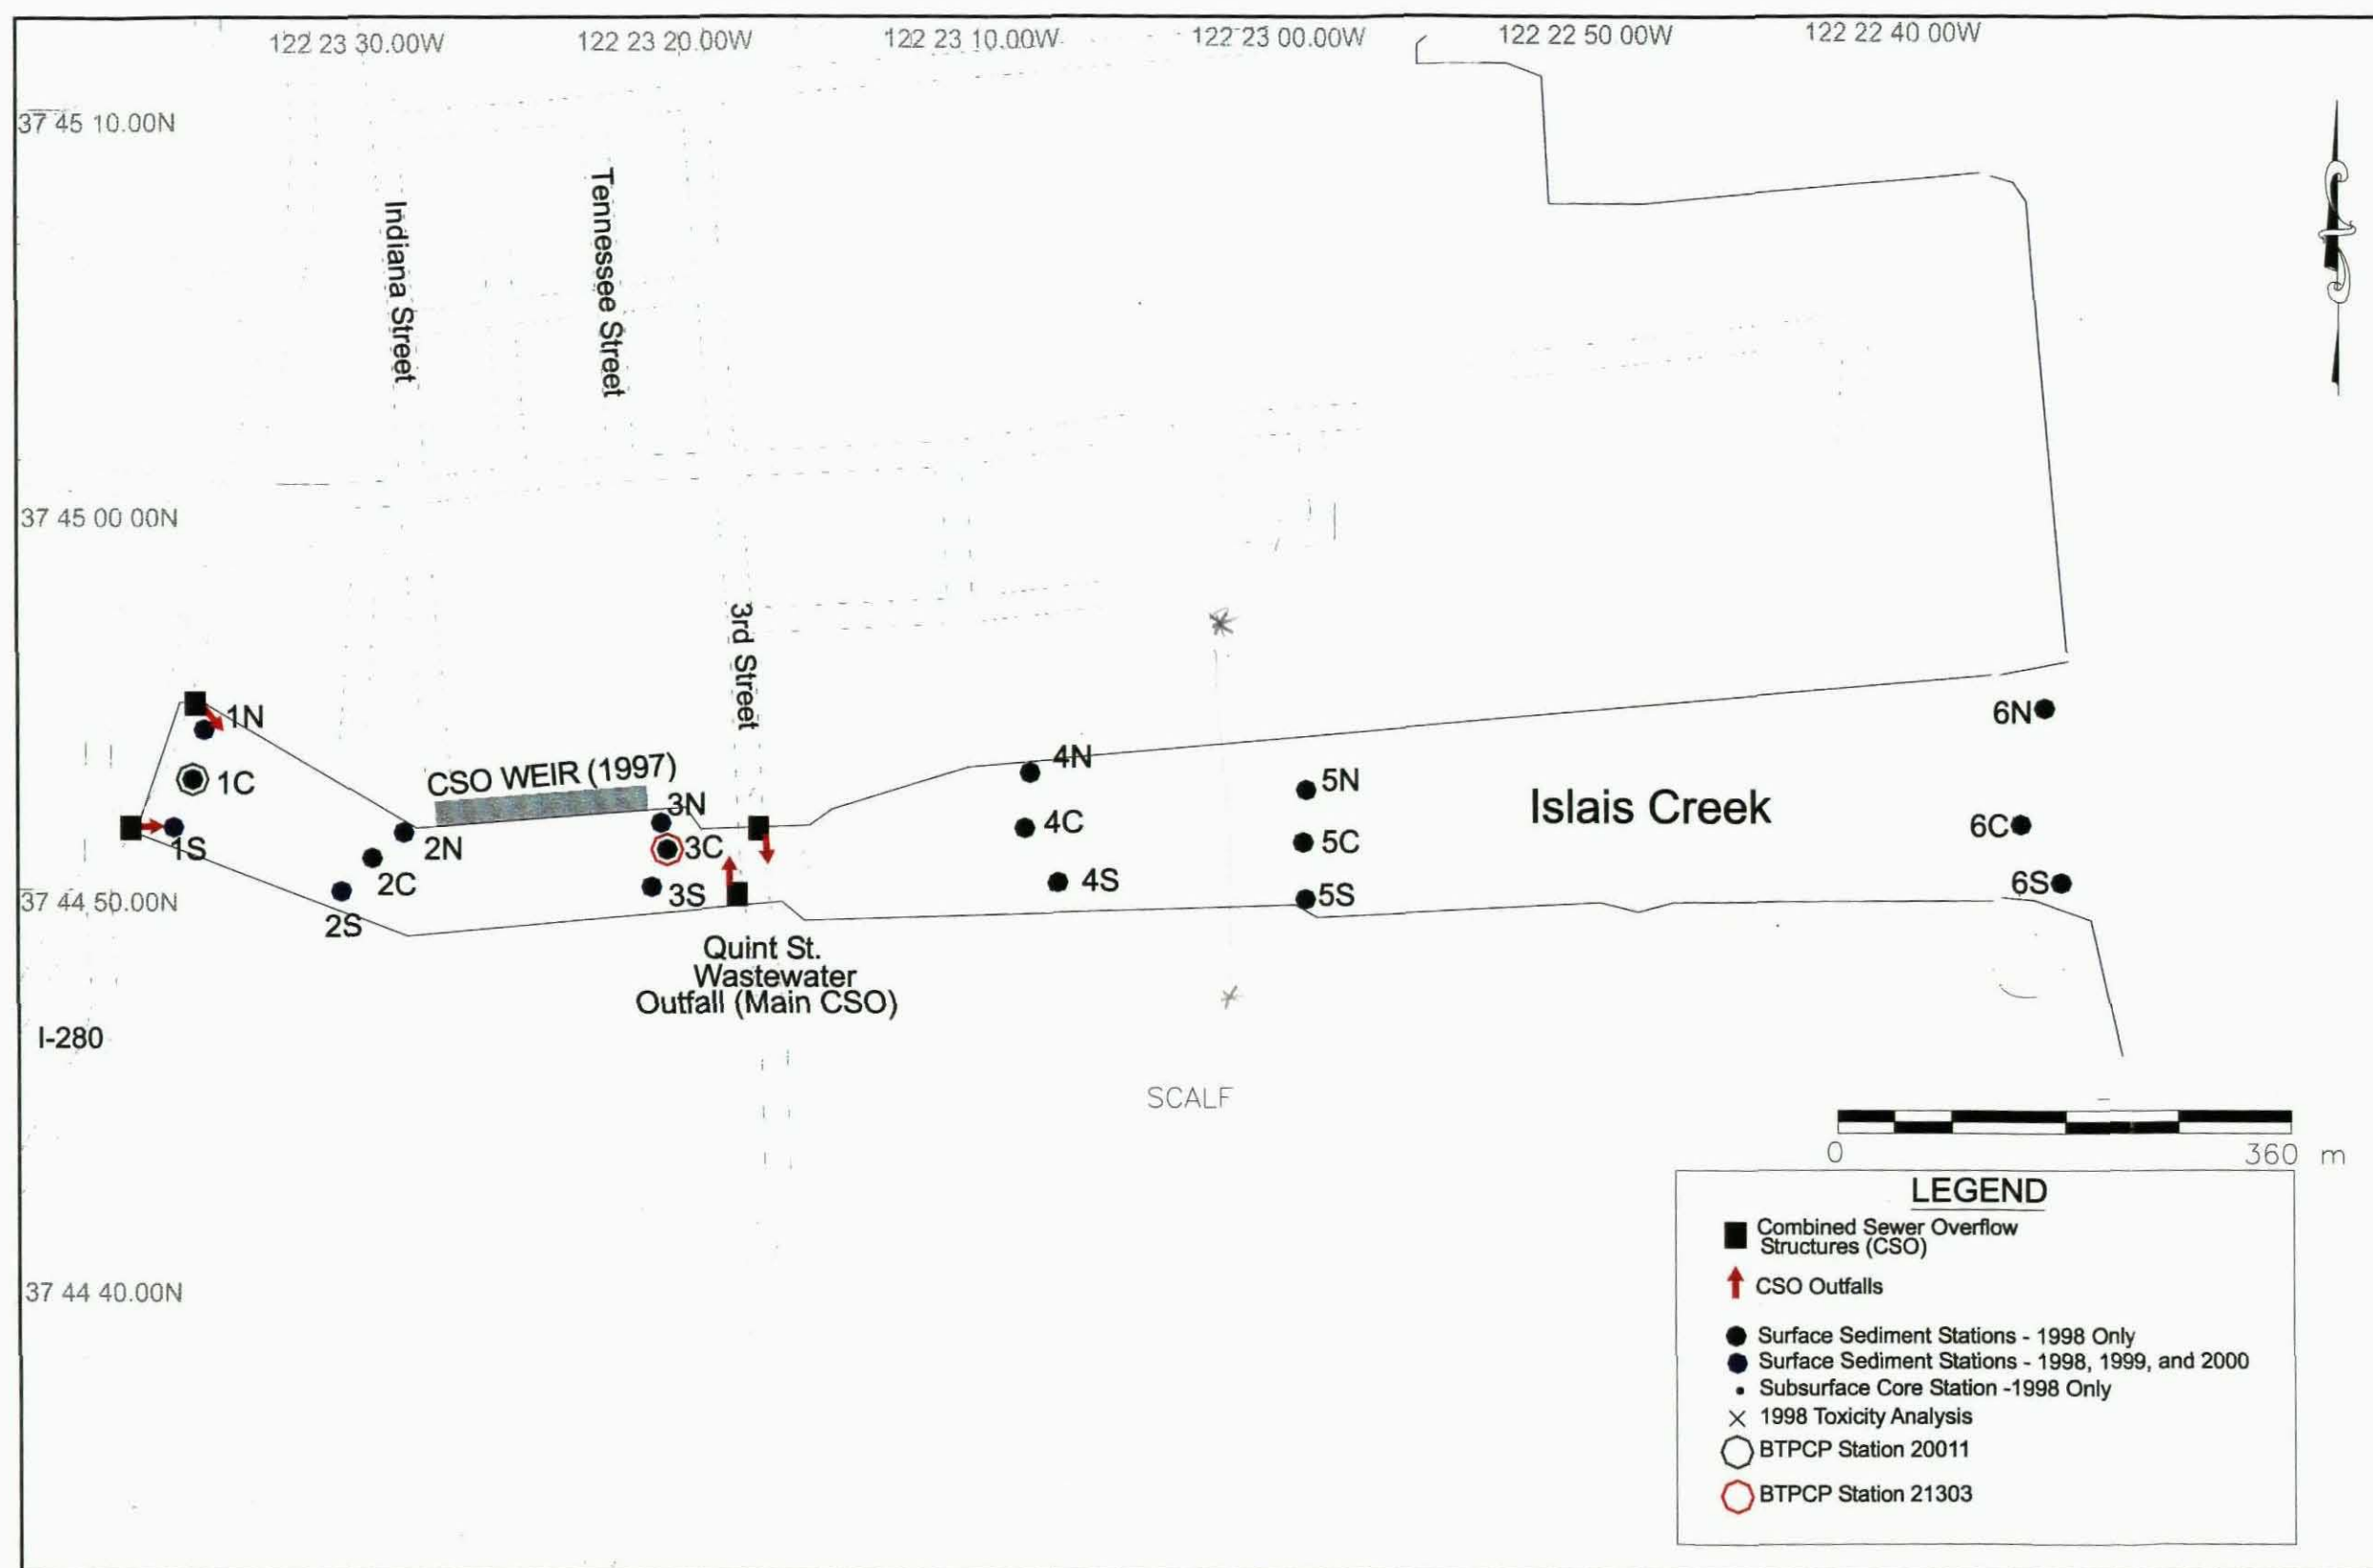 122 23 30.00W 122 23 20.00W 122 23 10.00W 122 23 00.00W 122 22 50 00W 122 22 40 00W
37 45 10.00N
Indiana Street
Tennessee Street
37 45 00 00N
3rd Street
1N
6N
4N
CSO WEIR (1997)
1C
5N
3N
Islais Creek
4C
6C
1S
2N
3C
5C
2C
4S
6S
3S
5S
37 44 50.00N
2S
Quint St.
Wastewater
Outfall (Main CSO)
I-280
SCALF
0 360 m
LEGEND
Combined Sewer Overflow
Structures (CSO)
CSO Outfalls
37 44 40.00N
Surface Sediment Stations - 1998 Only
Surface Sediment Stations - 1998, 1999, and 2000
Subsurface Core Station -1998 Only
1998 Toxicity Analysis
BTPCP Station 20011
BTPCP Station 21303